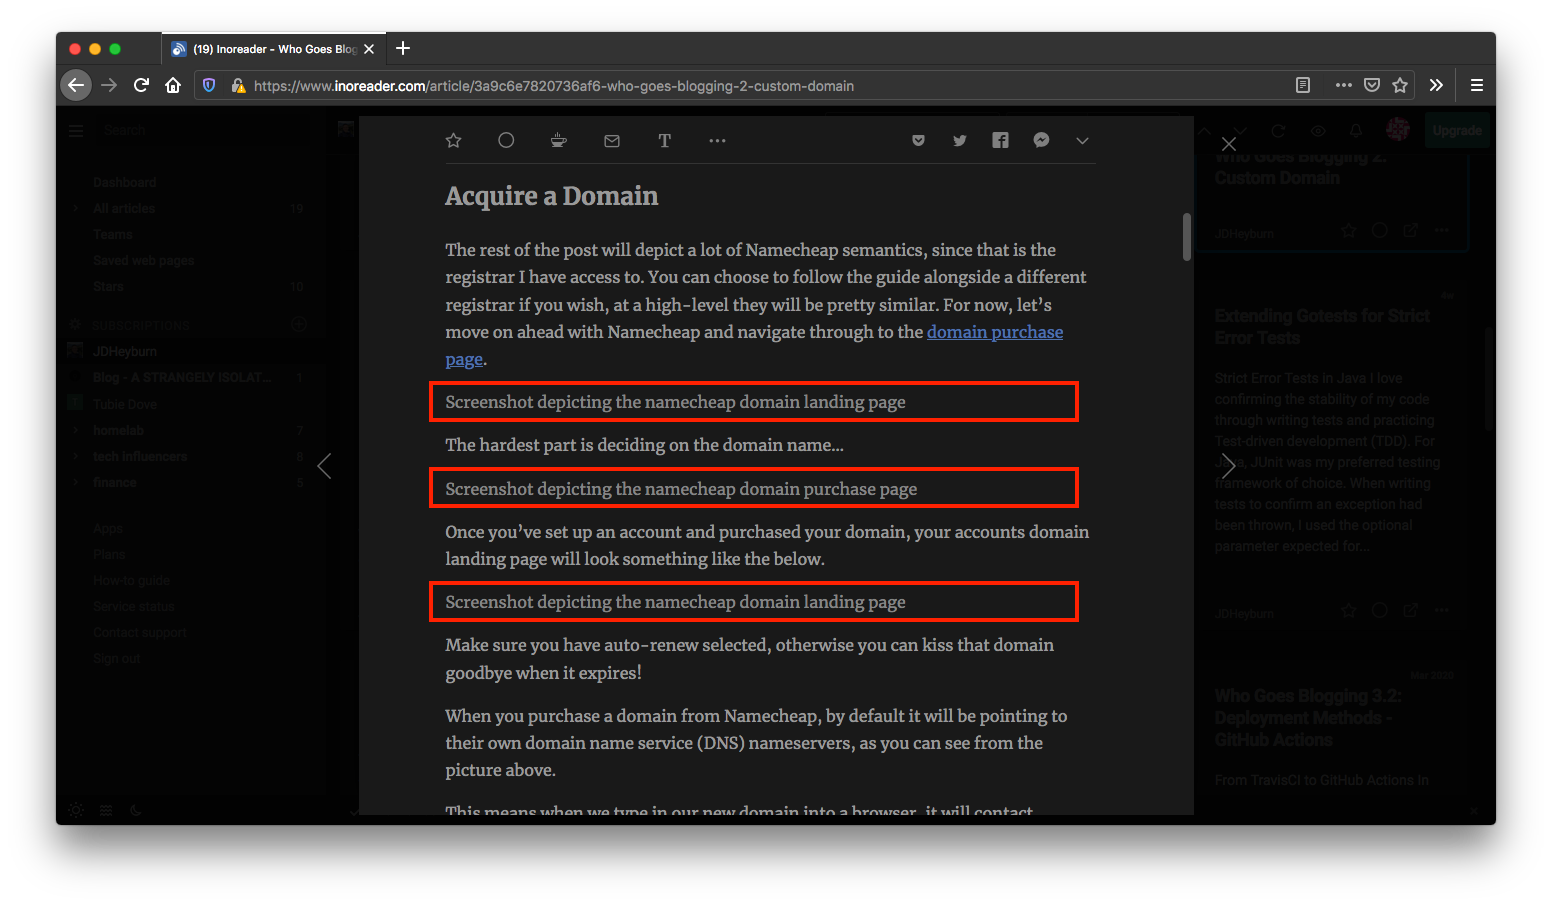 (19) Inoreader - Who Goes Blog
https://www.inoreader.com/article/3a9c6e7820736af6-who-goes-blogging-2-custom-domain
Search
Dashboard
All articles 19
Teams
Saved web pages
Stars 10
SUBSCRIPTIONS
JDHeyburn
Blog - A STRANGELY ISOLAT... 1
Tubie Dove
homelab 7
tech influencers 8
finance 5
Apps
Plans
How-to guide
Service status
Contact support
Sign out
T
Acquire a Domain
The rest of the post will depict a lot of Namecheap semantics, since that is the
registrar I have access to. You can choose to follow the guide alongside a different
registrar if you wish, at a high-level they will be pretty similar. For now, let’s
move on ahead with Namecheap and navigate through to the domain purchase
page.
Screenshot depicting the namecheap domain landing page
The hardest part is deciding on the domain name…
Screenshot depicting the namecheap domain purchase page
Once you’ve set up an account and purchased your domain, your accounts domain
landing page will look something like the below.
Screenshot depicting the namecheap domain landing page
Make sure you have auto-renew selected, otherwise you can kiss that domain
goodbye when it expires!
When you purchase a domain from Namecheap, by default it will be pointing to
their own domain name service (DNS) nameservers, as you can see from the
picture above.
This means when we type in our new domain into a browser, it will contact
Upgrade
Who Goes Blogging 2:
Custom Domain
JDHeyburn
Extending Gotests for Strict
Error Tests
Strict Error Tests in Java I love
confirming the stability of my code
through writing tests and practicing
Test-driven development (TDD). For
Java, JUnit was my preferred testing
framework of choice. When writing
tests to confirm an exception had
been thrown, I used the optional
parameter expected for...
JDHeyburn
Mar 2020
Who Goes Blogging 3.2:
Deployment Methods -
GitHub Actions
From TravisCI to GitHub Actions In